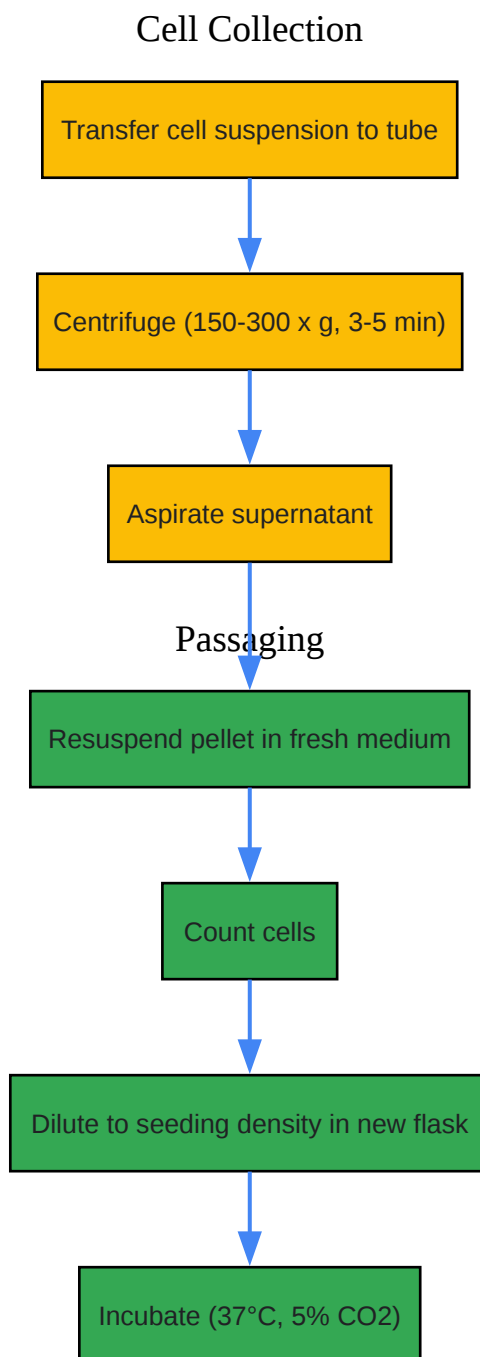 Cell Collection
Transfer cell suspension to tube
Centrifuge (150-300 x g, 3-5 min)
Aspirate supernatant
Passaging
Resuspend pellet in fresh medium
Count cells
Dilute to seeding density in new flask
Incubate (37°C, 5% CO2)